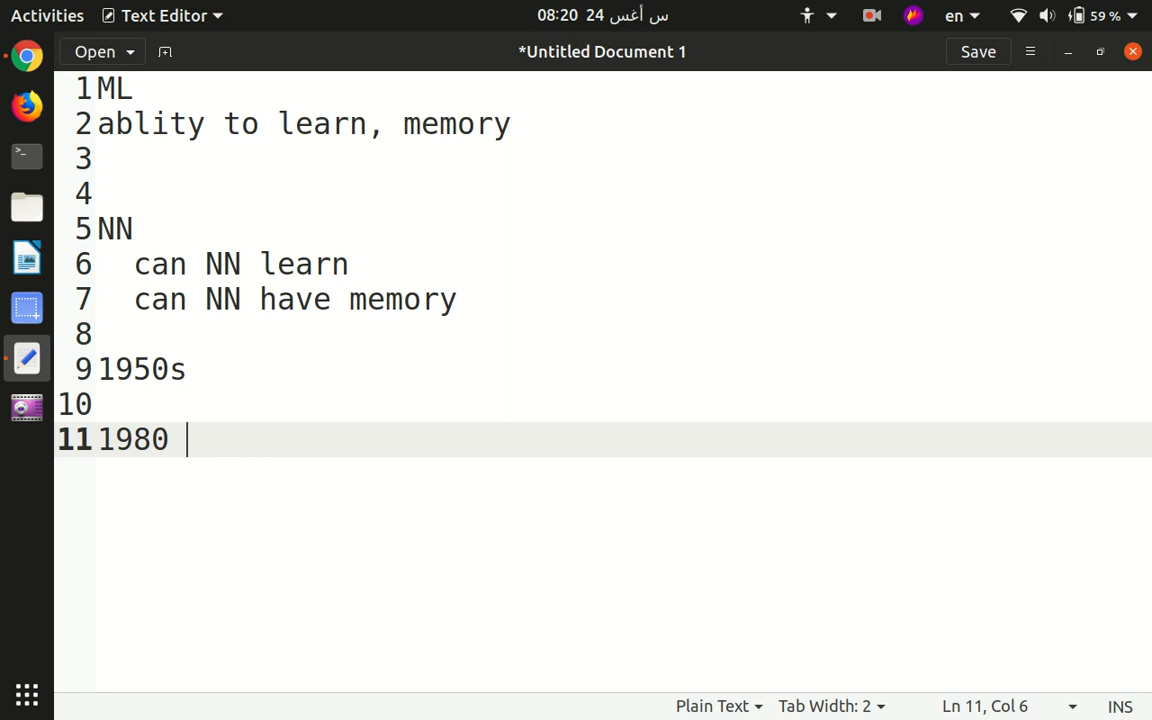 Activities Text Editor 08:20 24 س أغس en 59 %
Open *Untitled Document 1 Save
1 ML
2 ablity to learn, memory
3
4
5 NN
6 can NN learn
7 can NN have memory
8
9 1950s
10
11 1980
Plain Text Tab Width: 2 Ln 11, Col 6 INS